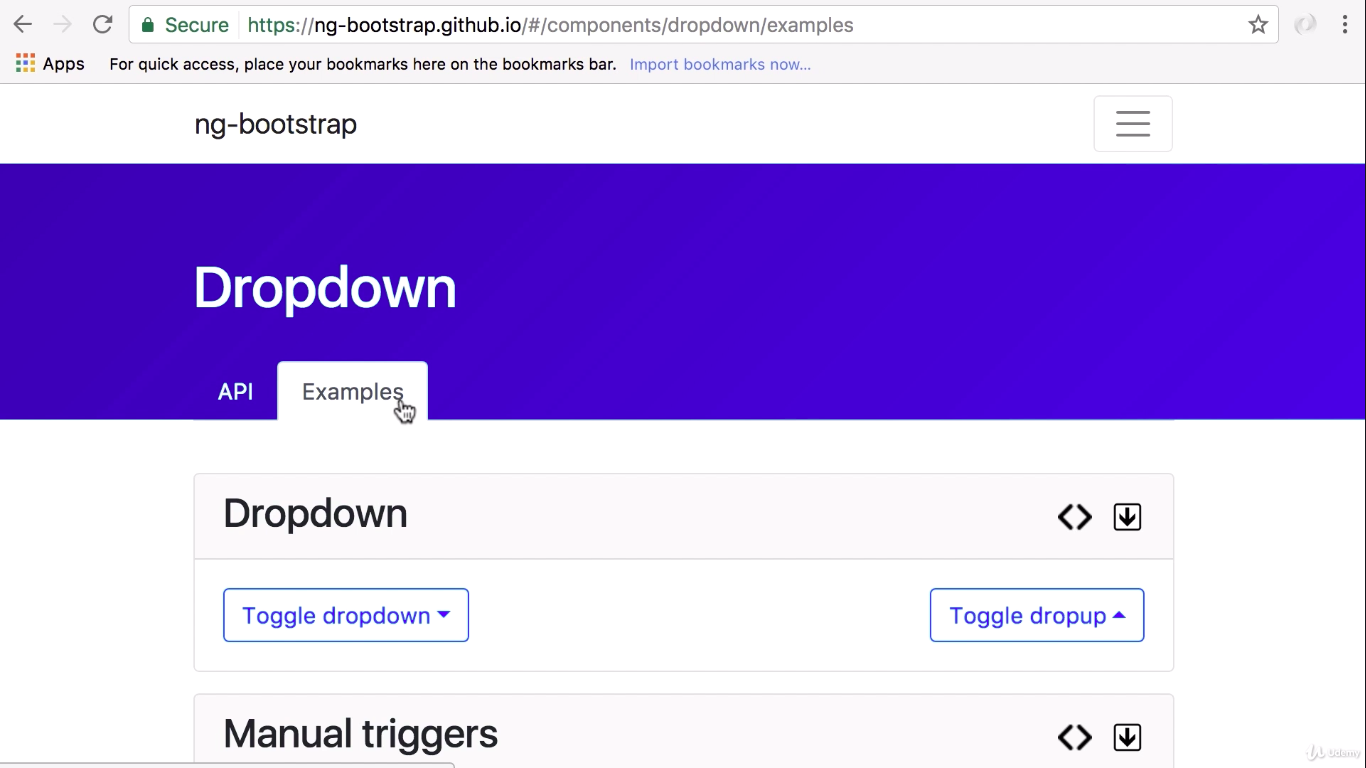 Secure https://ng-bootstrap.github.io/#/components/dropdown/examples
Apps For quick access, place your bookmarks here on the bookmarks bar. Import bookmarks now...
ng-bootstrap
Dropdown
API Examples
Dropdown
Toggle dropdown Toggle dropup
Manual triggers
Udemy